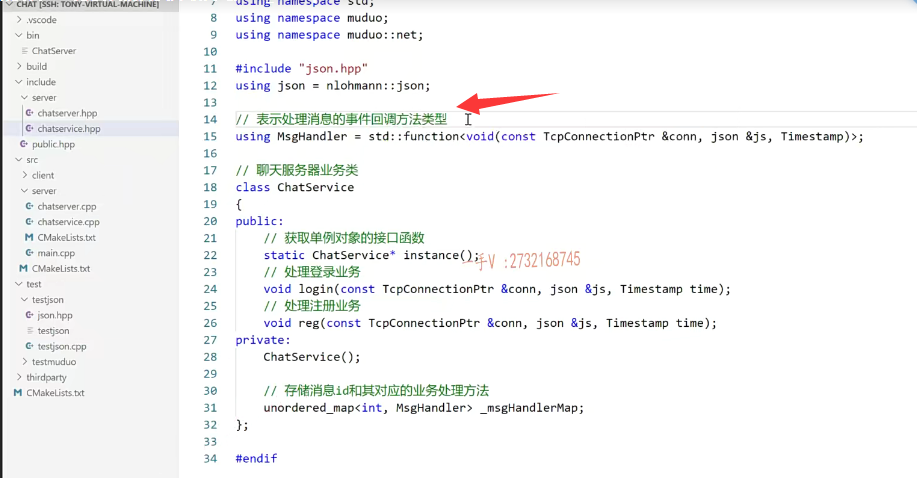 CHAT [SSH: TONY-VIRTUAL-MACHINE]
.vscode
bin
ChatServer
build
include
server
chatserver.hpp
chatservice.hpp
public.hpp
src
client
server
chatserver.cpp
chatservice.cpp
CMakeLists.txt
main.cpp
CMakeLists.txt
test
testjson
json.hpp
testjson
testjson.cpp
testmuduo
thirdparty
CMakeLists.txt
7 using namespace std;
8 using namespace muduo;
9 using namespace muduo::net;
10
11 #include "json.hpp"
12 using json = nlohmann::json;
13
14 // 表示处理消息的事件回调方法类型
15 using MsgHandler = std::function<void(const TcpConnectionPtr &conn, json &js, Timestamp)>;
16
17 // 聊天服务器业务类
18 class ChatService
19 {
20 public:
21 // 获取单例对象的接口函数
22 static ChatService* instance();
一手V :2732168745
23 // 处理登录业务
24 void login(const TcpConnectionPtr &conn, json &js, Timestamp time);
25 // 处理注册业务
26 void reg(const TcpConnectionPtr &conn, json &js, Timestamp time);
27 private:
28 ChatService();
29
30 // 存储消息id和其对应的业务处理方法
31 unordered_map<int, MsgHandler> _msgHandlerMap;
32 };
33
34 #endif